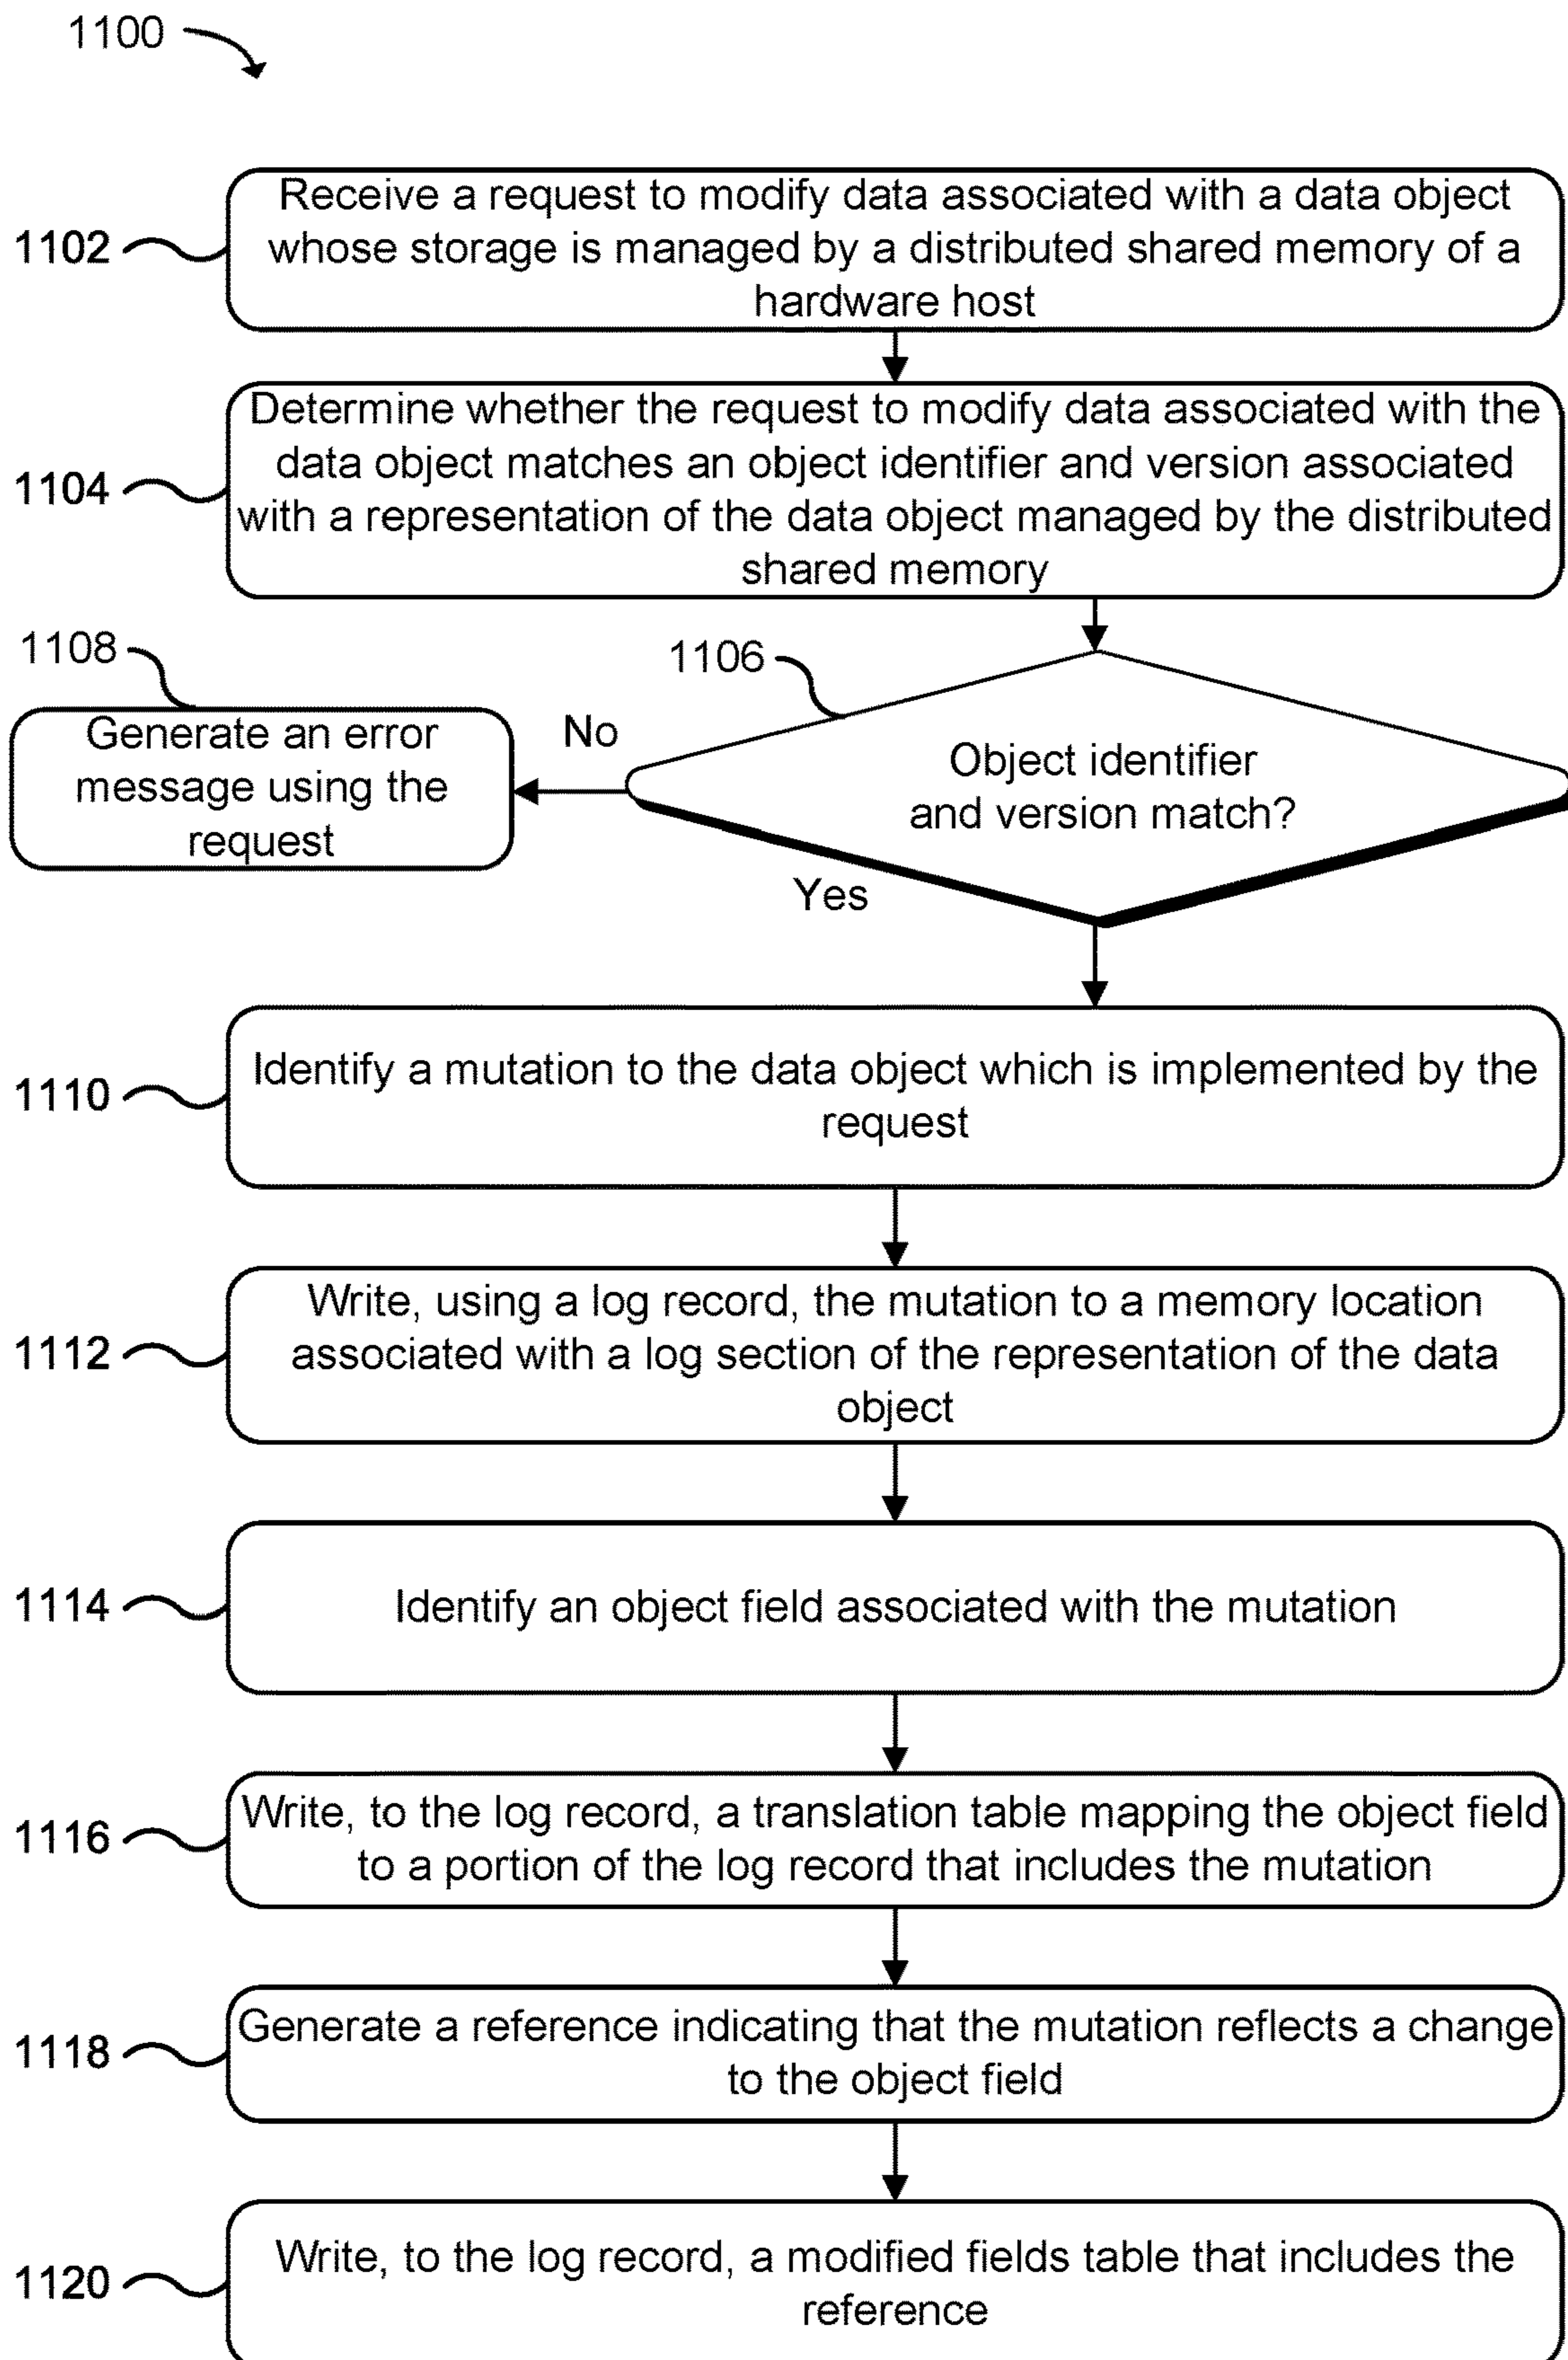 1100
Receive a request to modify data associated with a data object
1102
whose storage is managed by a distributed shared memory of a
hardware host
Determine whether the request to modify data associated with the
data object matches an object identifier and version associated
1104
with a representation of the data object managed by the distributed
shared memory
1108
1106
Generate an error
message using the
request
No
Object identifier
and version match?
Yes
Identify a mutation to the data object which is implemented by the
1110
request
Write, using a log record, the mutation to a memory location
1112
associated with a log section of the representation of the data
object
1114
Identify an object field associated with the mutation
1116
Write, to the log record, a translation table mapping the object field
to a portion of the log record that includes the mutation
1118
Generate a reference indicating that the mutation reflects a change
to the object field
1120
Write, to the log record, a modified fields table that includes the
reference